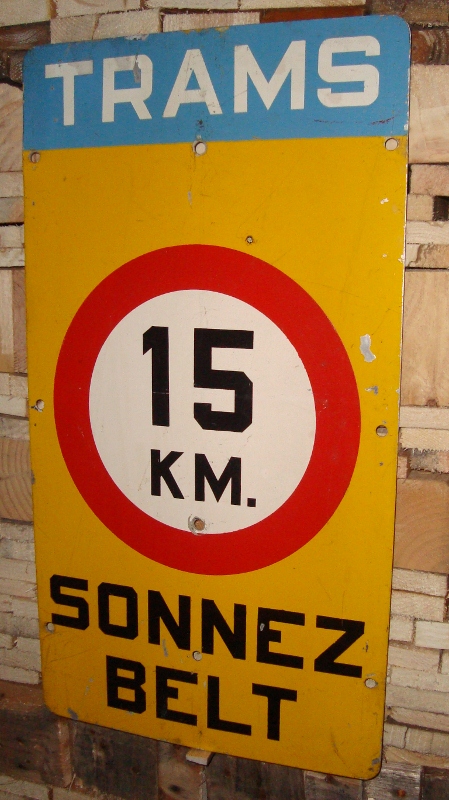 TRAMS
15
KM.
SONNEZ
BELT